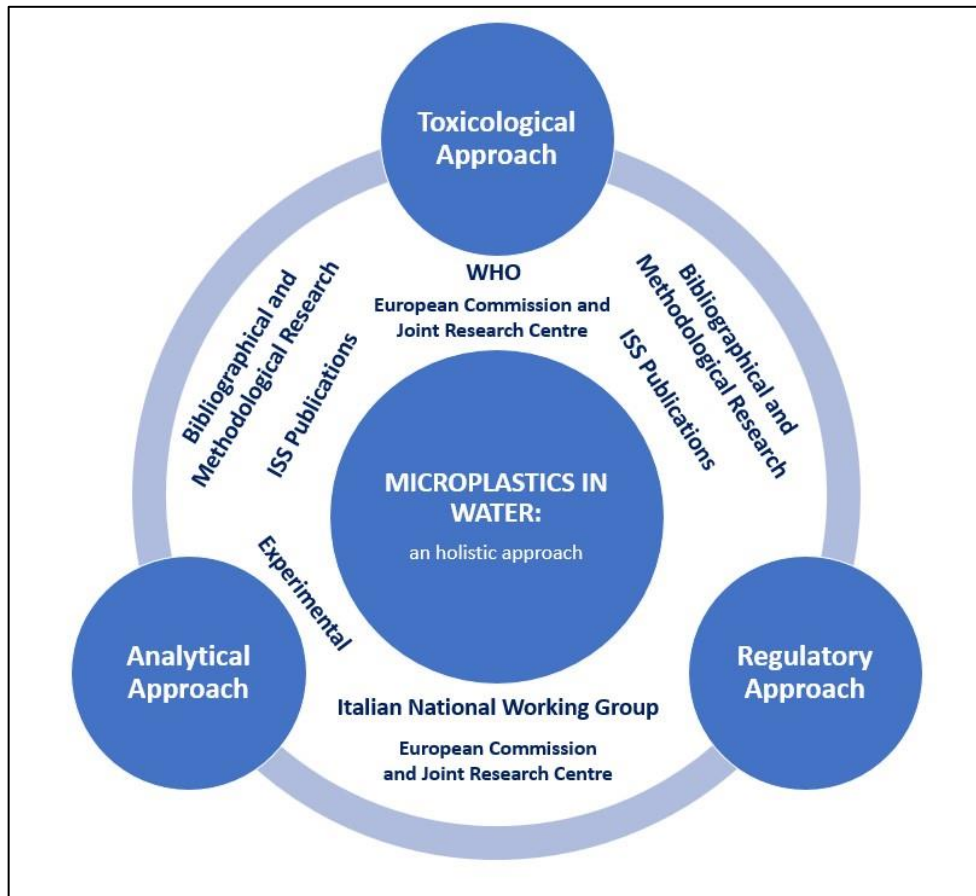 Toxicological
Approach
WHO
European Commission and
Joint Research Centre
Bibliographical and
Methodological Research
ISS Publications
Bibliographical and
Methodological Research
ISS Publications
MICROPLASTICS IN
WATER:
an holistic approach
Experimental
Analytical
Approach
Regulatory
Approach
Italian National Working Group
European Commission
and Joint Research Centre